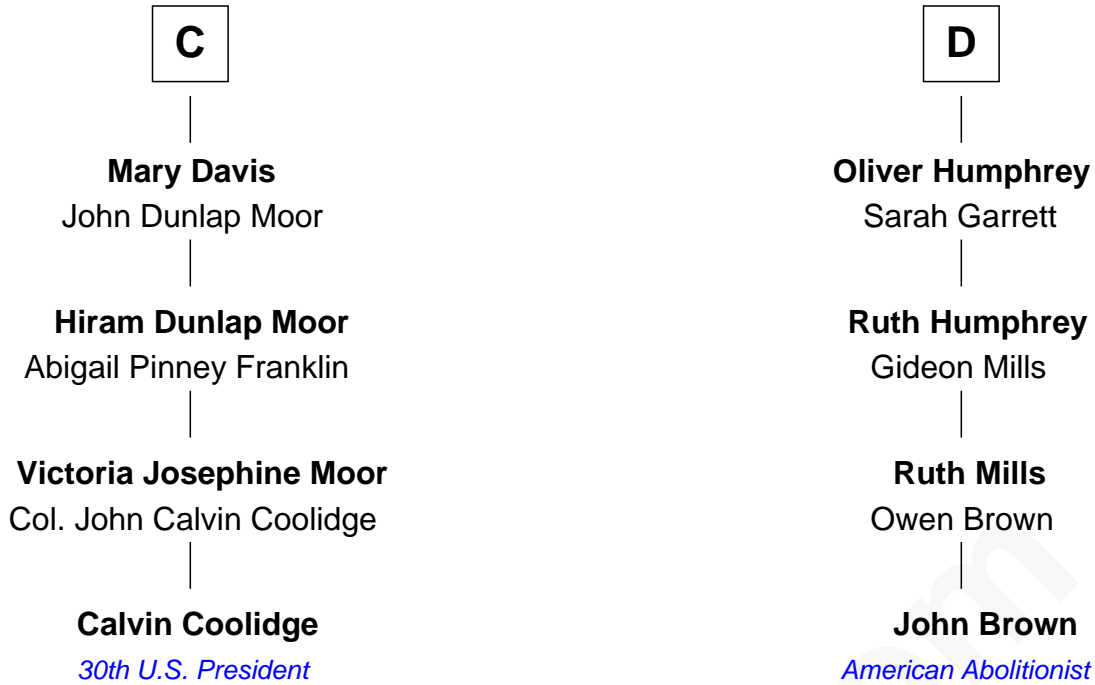 C
Mary Davis
John Dunlap Moor
Hiram Dunlap Moor
Abigail Pinney Franklin
Victoria Josephine Moor
Col. John Calvin Coolidge
Calvin Coolidge
30th U.S. President
D
Oliver Humphrey
Sarah Garrett
Ruth Humphrey
Gideon Mills
Ruth Mills
Owen Brown
John Brown
American Abolitionist